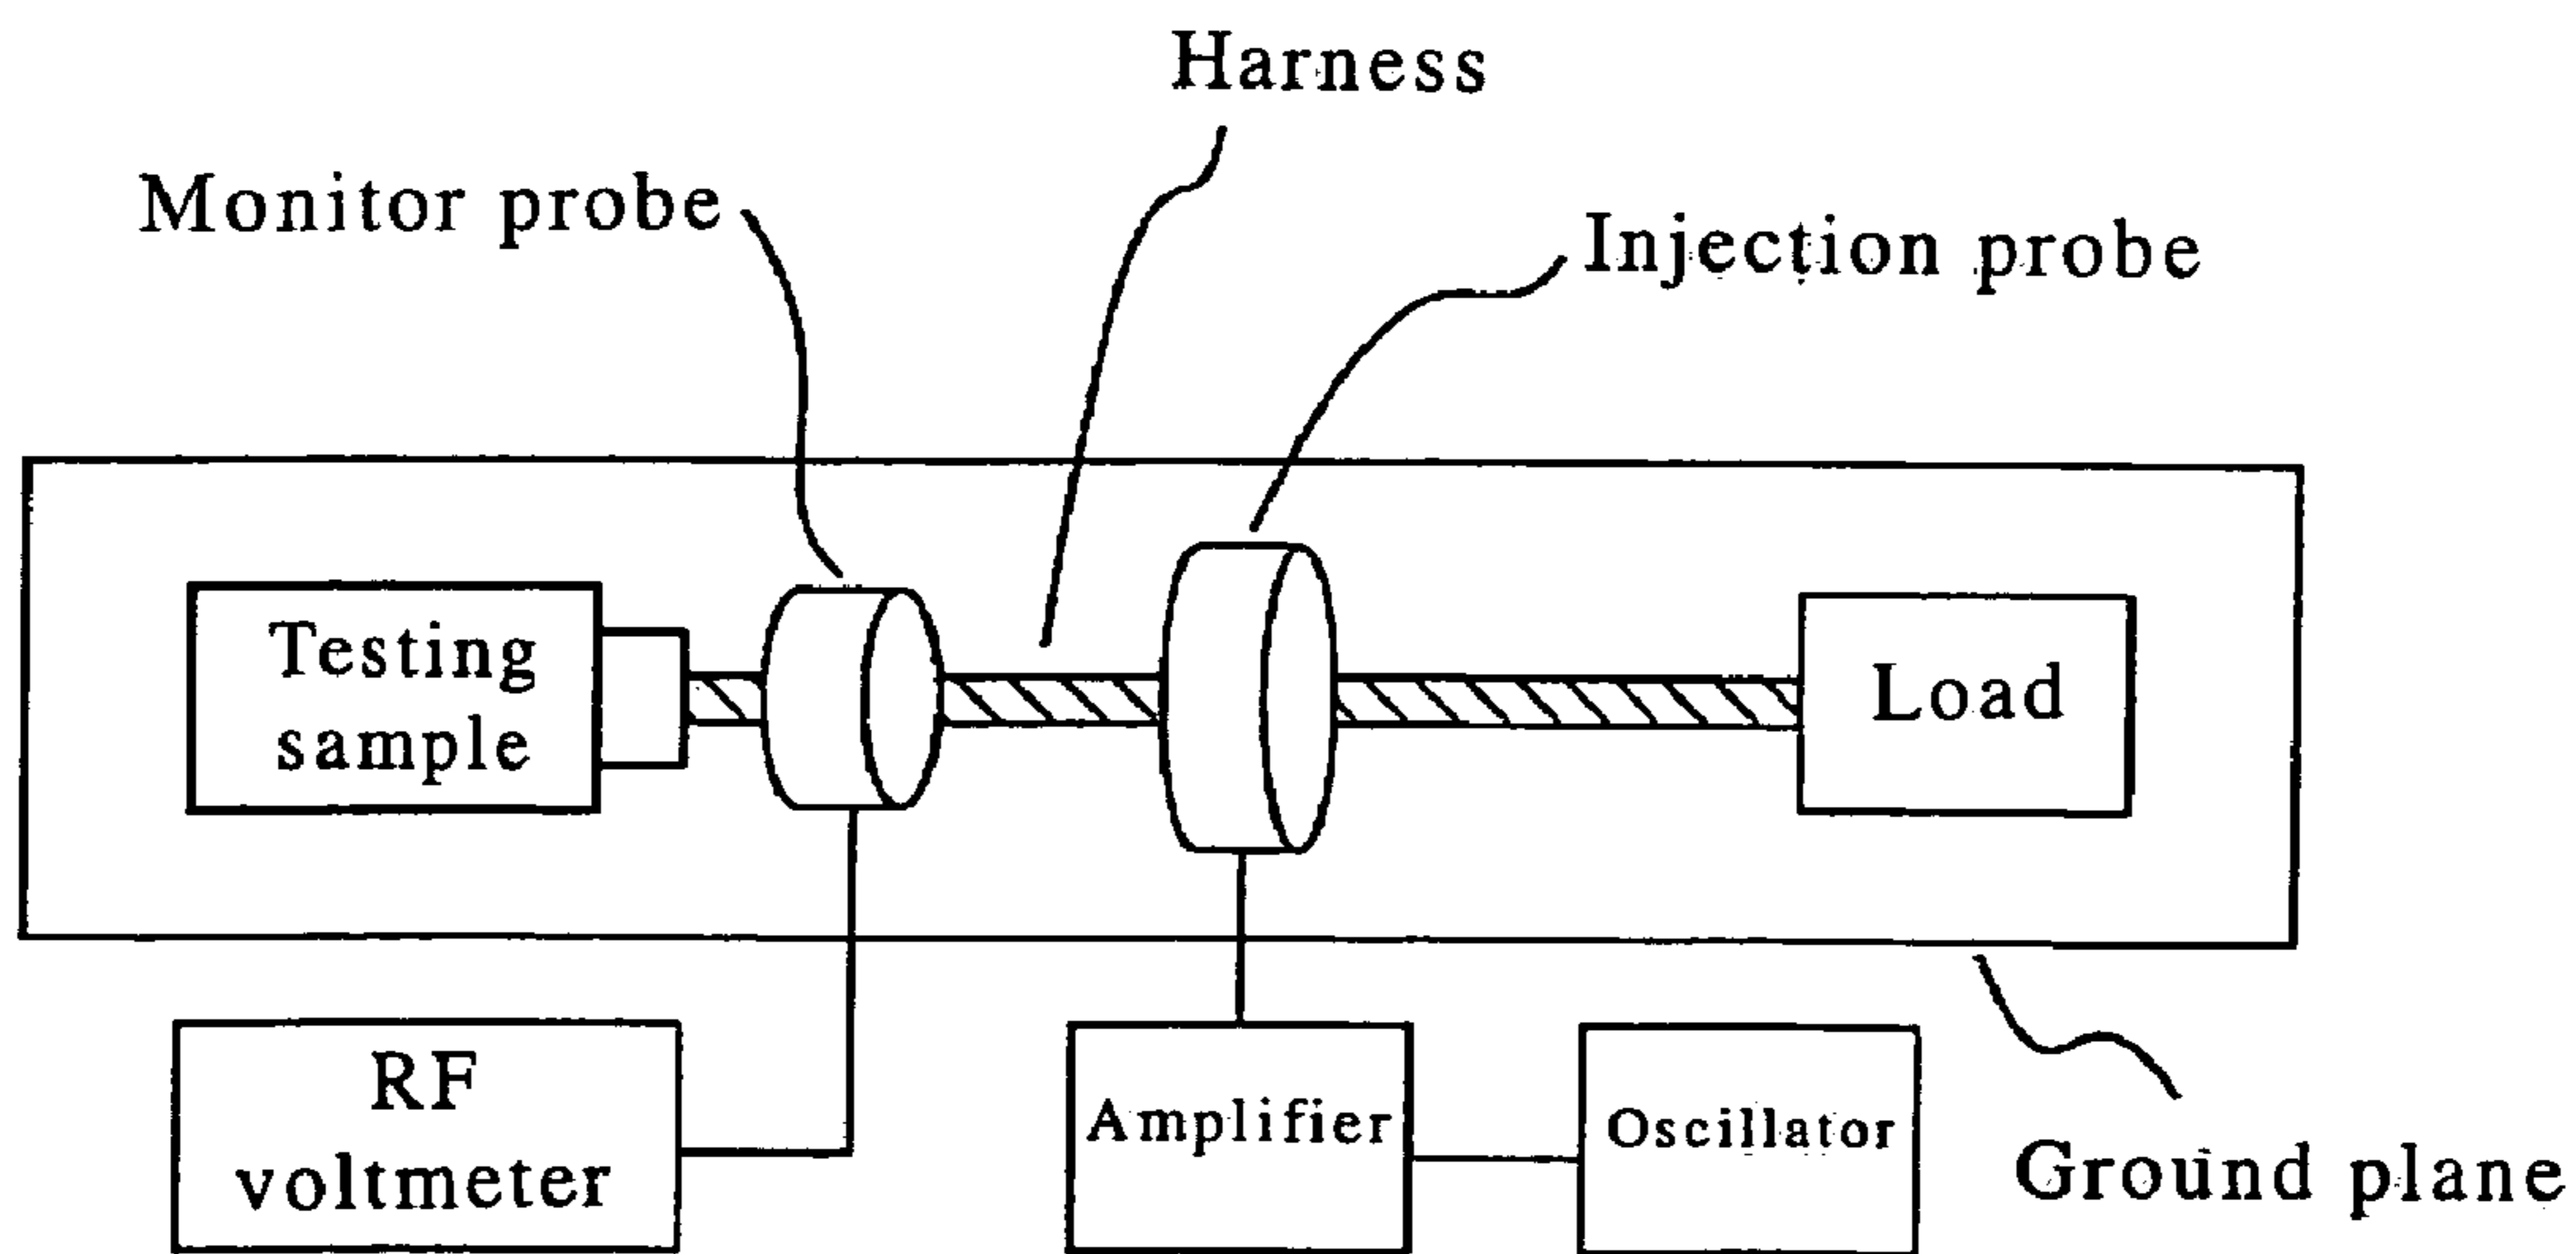 Harness
Monitor probe
Injection probe
Testing
sample
Load
RF
voltmeter
Amplifier
Oscillator
Ground plane